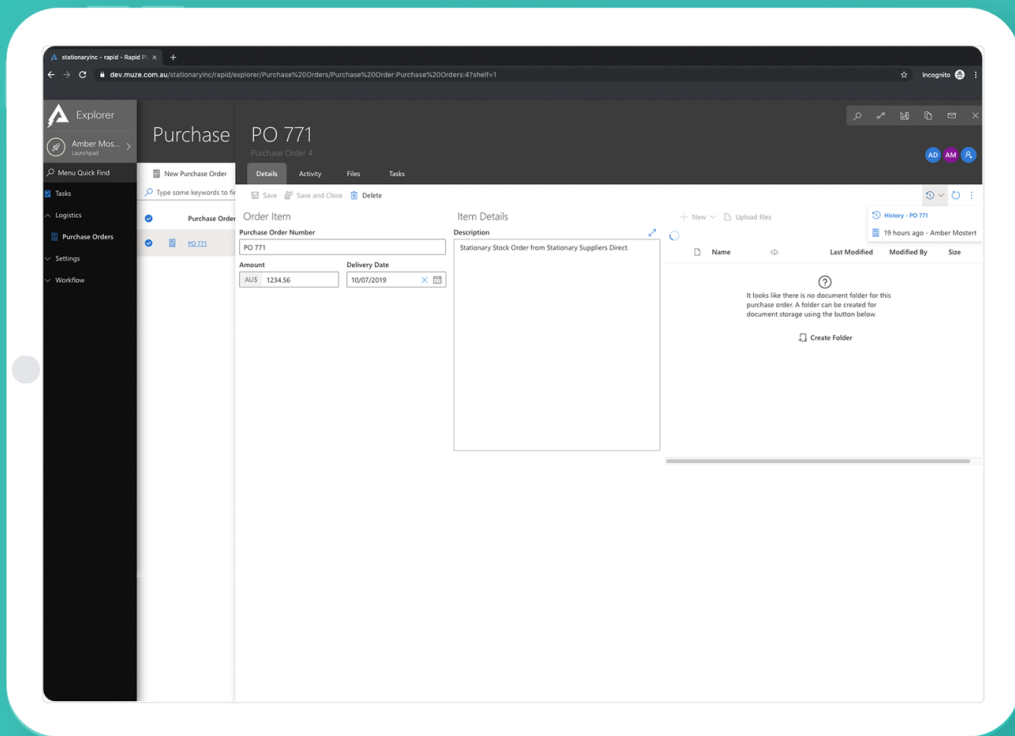 stationaryinc - rapid - Rapid Pl
dev.muze.com.au/stationaryinc/rapid/explorer/Purchase%20Orders/Purchase%20Order:Purchase%20Orders:4?shelf=1
Incognito
Explorer
Amber Mos...
Launchpad
Menu Quick Find
Tasks
Logistics
Purchase Orders
Settings
Workflow
Purchase
New Purchase Order
Type some keywords to
Purchase Order
PO 771
PO 771
Purchase Order 4
AD AM
Details Activity Files Tasks
Save Save and Close Delete
Order Item
Purchase Order Number
PO 771
Amount Delivery Date
AU$ 1234.56 10/07/2019
Item Details
Description
Stationary Stock Order from Stationary Suppliers Direct.
New Upload files
History - PO 771
19 hours ago - Amber Mostert
Name Last Modified Modified By Size
It looks like there is no document folder for this
purchase order. A folder can be created for
document storage using the button below.
Create Folder